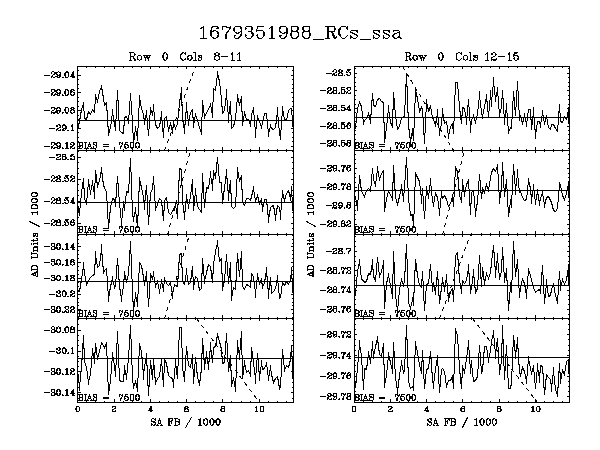 1679351988_RCs_ssa
Row 0 Cols 8-11
Row 0 Cols 12-15
-29.04
-29.06
-29.08
-29.1
-29.12
BIAS = 7500
-28.5
-28.52
-28.54
-28.56
BIAS = 7500
-30.14
-30.16
-30.18
-30.2
-30.22
BIAS = 7500
-30.08
-30.1
-30.12
-30.14
BIAS = 7500
AD Units / 1000
0 2 4 6 8 10
SA FB / 1000
-28.5
-28.52
-28.54
-28.56
-28.58
BIAS = 7500
-29.76
-29.78
-29.8
-29.82
BIAS = 7500
-28.7
-28.72
-28.74
-28.76
BIAS = 7500
-29.72
-29.74
-29.76
-29.78
BIAS = 7500
AD Units / 1000
0 2 4 6 8 10
SA FB / 1000